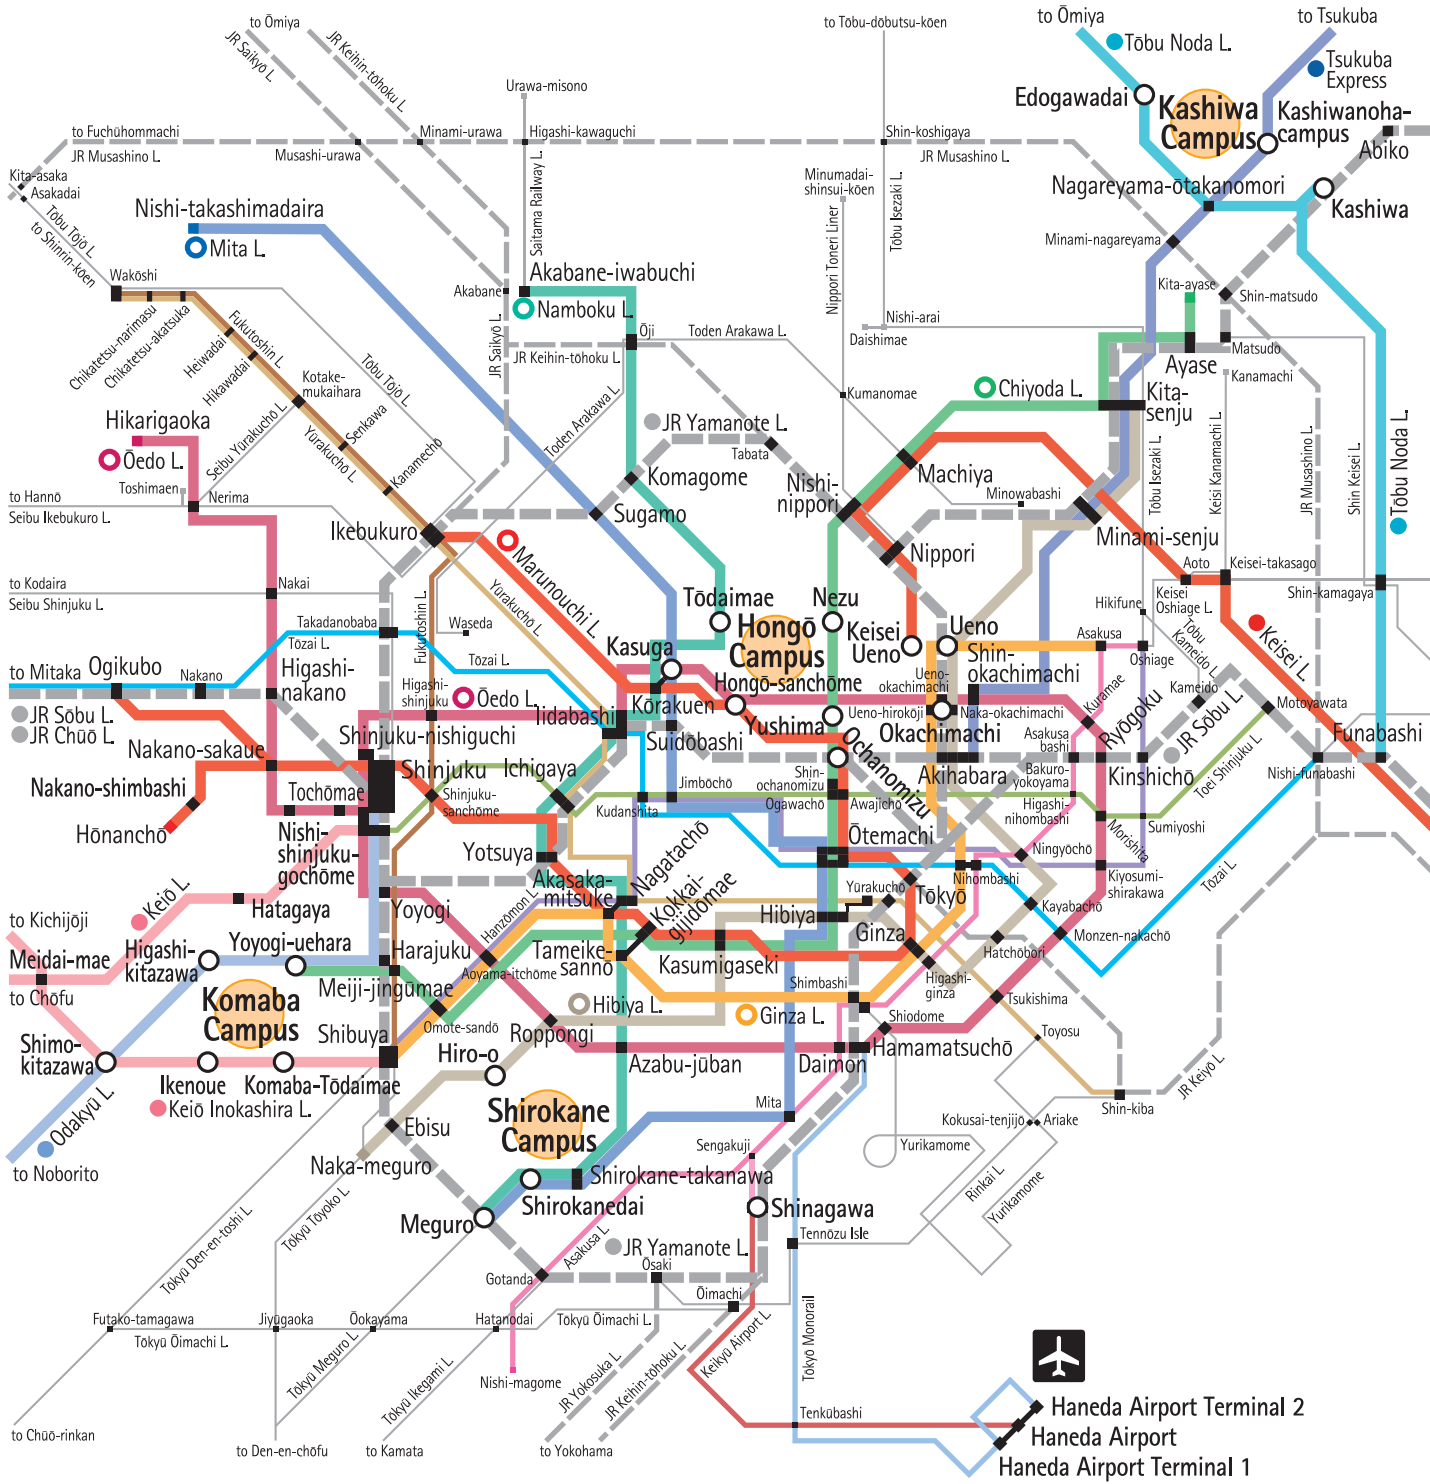 to Ōmiya
JR Saikyō L.
JR Keihin-tōhoku L.
to Tōbu-dōbutsu-kōen
to Ōmiya
to Tsukuba
Tōbu Noda L.
Tsukuba
Express
Urawa-misono
Edogawadai
Kashiwa
Campus
Kashiwanoha-
campus
Abiko
to Fuchūhommachi
JR Musashino L.
Musashi-urawa
Minami-urawa
Higashi-kawaguchi
Shin-koshigaya
JR Musashino L.
Kita-asaka
Asakadai
Tōbu Tōjō L.
to Shinrin-kōen
Saitama Railway L.
Minumadai-
shinsui-kōen
Nippori Toneri Liner
Tōbu Isezaki L.
Nagareyama-ōtakanomori
Kashiwa
Nishi-takashimadaira
Mita L.
Minami-nagareyama
Wakōshi
Akabane-iwabuchi
Akabane
Namboku L.
Kita-ayase
Shin-matsudo
Chikatetsu-narimasu
Chikatetsu-akatsuka
Heiwadai
Hikawadai
Fukutoshin L.
Tōbu Tōjō L.
JR Saikyō L.
JR Keihin-tōhoku L.
Ōji
Toden Arakawa L.
Nishi-arai
Daishimae
Ayase
Matsudo
Kanamachi
Kotake-
mukaihara
Senkawa
Yūrakuchō L.
Kanamechō
Seibu Yūrakuchō L.
Toden Arakawa L.
Kumanomae
Chiyoda L.
Kita-
senju
Hikarigaoka
Ōedo L.
Toshimaen
Nerima
JR Yamanote L.
Tabata
Komagome
Sugamo
Machiya
Nishi-
nippori
Minowabashi
Tōbu Isezaki L.
Keisi Kanamachi L.
JR Musashino L.
Shin Keisei L.
Tōbu Noda L.
to Hannō
Seibu Ikebukuro L.
Ikebukuro
Marunouchi L.
Nippori
Minami-senju
Aoto
Keisei-takasago
Keisei
Oshiage L.
Shin-kamagaya
to Kodaira
Seibu Shinjuku L.
Nakai
Takadanobaba
Fukutoshin L.
Waseda
Yūrakuchō L.
Tōzai L.
Tōdaimae
Hongō
Campus
Nezu
Keisei
Ueno
Ueno
Shin-
okachimachi
Hikifune
Tōbu
Kameido L.
Keisei L.
Asakusa
Oshiage
to Mitaka
Ogikubo
Nakano
Higashi-
nakano
Kasuga
Hongō-sanchōme
Kuramae
Kameido
JR Sōbu L.
JR Chūō L.
Higashi-
shinjuku
Ōedo L.
Iidabashi
Kōrakuen
Suidōbashi
Yushima
Ueno-
okachimachi
Ueno-hirokōji
Naka-okachimachi
Okachimachi
Ryōgoku
JR Sōbu L.
Motoyawata
Funabashi
Nakano-sakaue
Shinjuku-nishiguchi
Shinjuku
Ichigaya
Ochanomizu
Asakusa
bashi
Akihabara
Kinshichō
Toei Shinjuku L.
Nishi-funabashi
Nakano-shimbashi
Hōnanchō
Tochōmae
Shinjuku-
sanchōme
Kudanshita
Jimbōchō
Shin-
ochanomizu
Ogawachō
Awajichō
Bakuro-
yokoyama
Higashi-
nihombashi
Morishita
Sumiyoshi
Nishi-
shinjuku-
gochōme
Yotsuya
Nagatachō
Ōtemachi
Ningyōchō
Kiyosumi-
shirakawa
Tōzai L.
Keiō L.
Hatagaya
Yoyogi
Akasaka-
mitsuke
Kokkai-
gijidōmae
Yūrakuchō
Tōkyō
Nihombashi
Kayabachō
to Kichijōji
Meidai-mae
to Chōfu
Higashi-
kitazawa
Yoyogi-uehara
Harajuku
Hanzōmon L.
Aoyama-itchōme
Tameike-
sannō
Hibiya
Kasumigaseki
Ginza
Higashi-
ginza
Hatchōbori
Monzen-nakachō
Meiji-jingūmae
Komaba
Campus
Shibuya
Omote-sandō
Hibiya L.
Roppongi
Ginza L.
Shimbashi
Shiodome
Tsukishima
Toyosu
Shimo-
kitazawa
Ikenoue
Komaba-Tōdaimae
Keiō Inokashira L.
Odakyū L.
to Noborito
Hiro-o
Azabu-jūban
Daimon
Hamamatsuchō
Shin-kiba
JR Keiyō L.
Ebisu
Naka-meguro
Shirokane
Campus
Mita
Sengakuji
Yurikamome
Kokusai-tenjijō
Ariake
Rinkai L.
Yurikamome
Shirokane-takanawa
Shirokanedai
Meguro
Shinagawa
Tennōzu Isle
Tōkyū Den-en-toshi L.
Tōkyū Tōyoko L.
Gotanda
Asakusa L.
JR Yamanote L.
Ōsaki
Ōimachi
Futako-tamagawa
Tōkyū Ōimachi L.
Jiyūgaoka
Ōokayama
Hatanodai
Tōkyū Ōimachi L.
Tōkyū Meguro L.
Tōkyū Ikegami L.
Nishi-magome
JR Yokosuka L.
JR Keihin-tōhoku L.
Keikyū Airport L.
Tōkyō Monorail
Tenkūbashi
Haneda Airport Terminal 2
Haneda Airport
Haneda Airport Terminal 1
to Chūō-rinkan
to Den-en-chōfu
to Kamata
to Yokohama